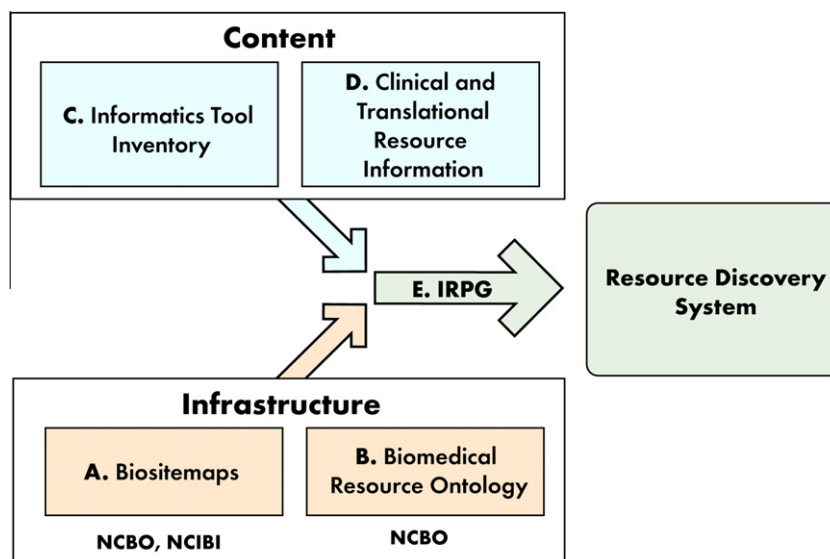 Content
C. Informatics Tool
Inventory
D. Clinical and
Translational
Resource
Information
E. IRPG
Resource Discovery
System
Infrastructure
A. Biositemaps
B. Biomedical
Resource Ontology
NCBO, NCIBI
NCBO